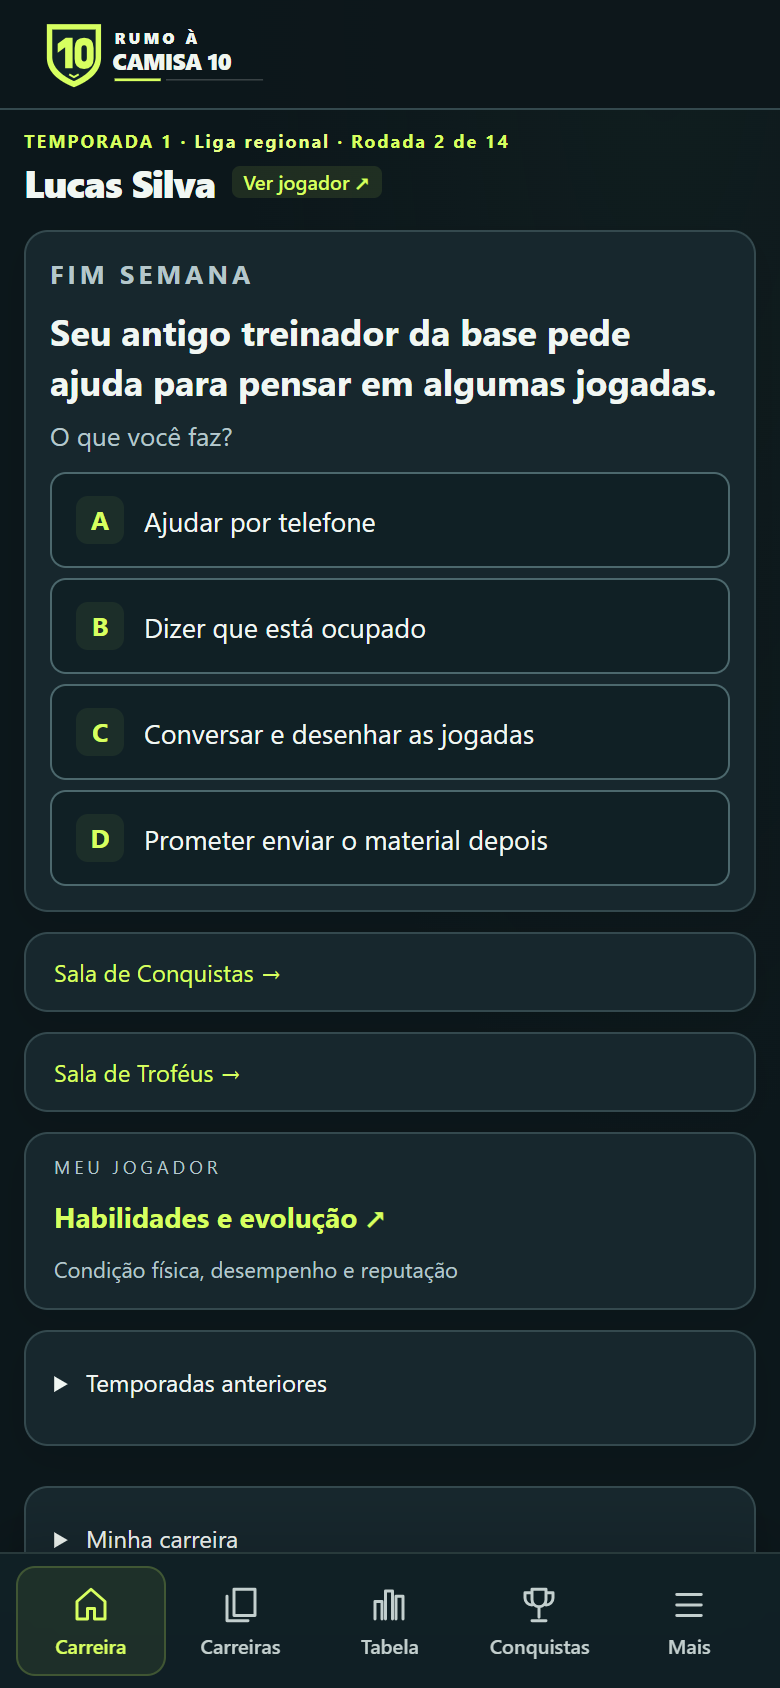 10
RUMO À
CAMISA 10
TEMPORADA 1 · Liga regional · Rodada 2 de 14
Lucas Silva
Ver jogador ↗
FIM SEMANA
Seu antigo treinador da base pede
ajuda para pensar em algumas jogadas.
O que você faz?
A Ajudar por telefone
B Dizer que está ocupado
C Conversar e desenhar as jogadas
D Prometer enviar o material depois
Sala de Conquistas →
Sala de Troféus →
MEU JOGADOR
Habilidades e evolução ↗
Condição física, desempenho e reputação
▶ Temporadas anteriores
▶ Minha carreira
Carreira Carreiras Tabela Conquistas Mais